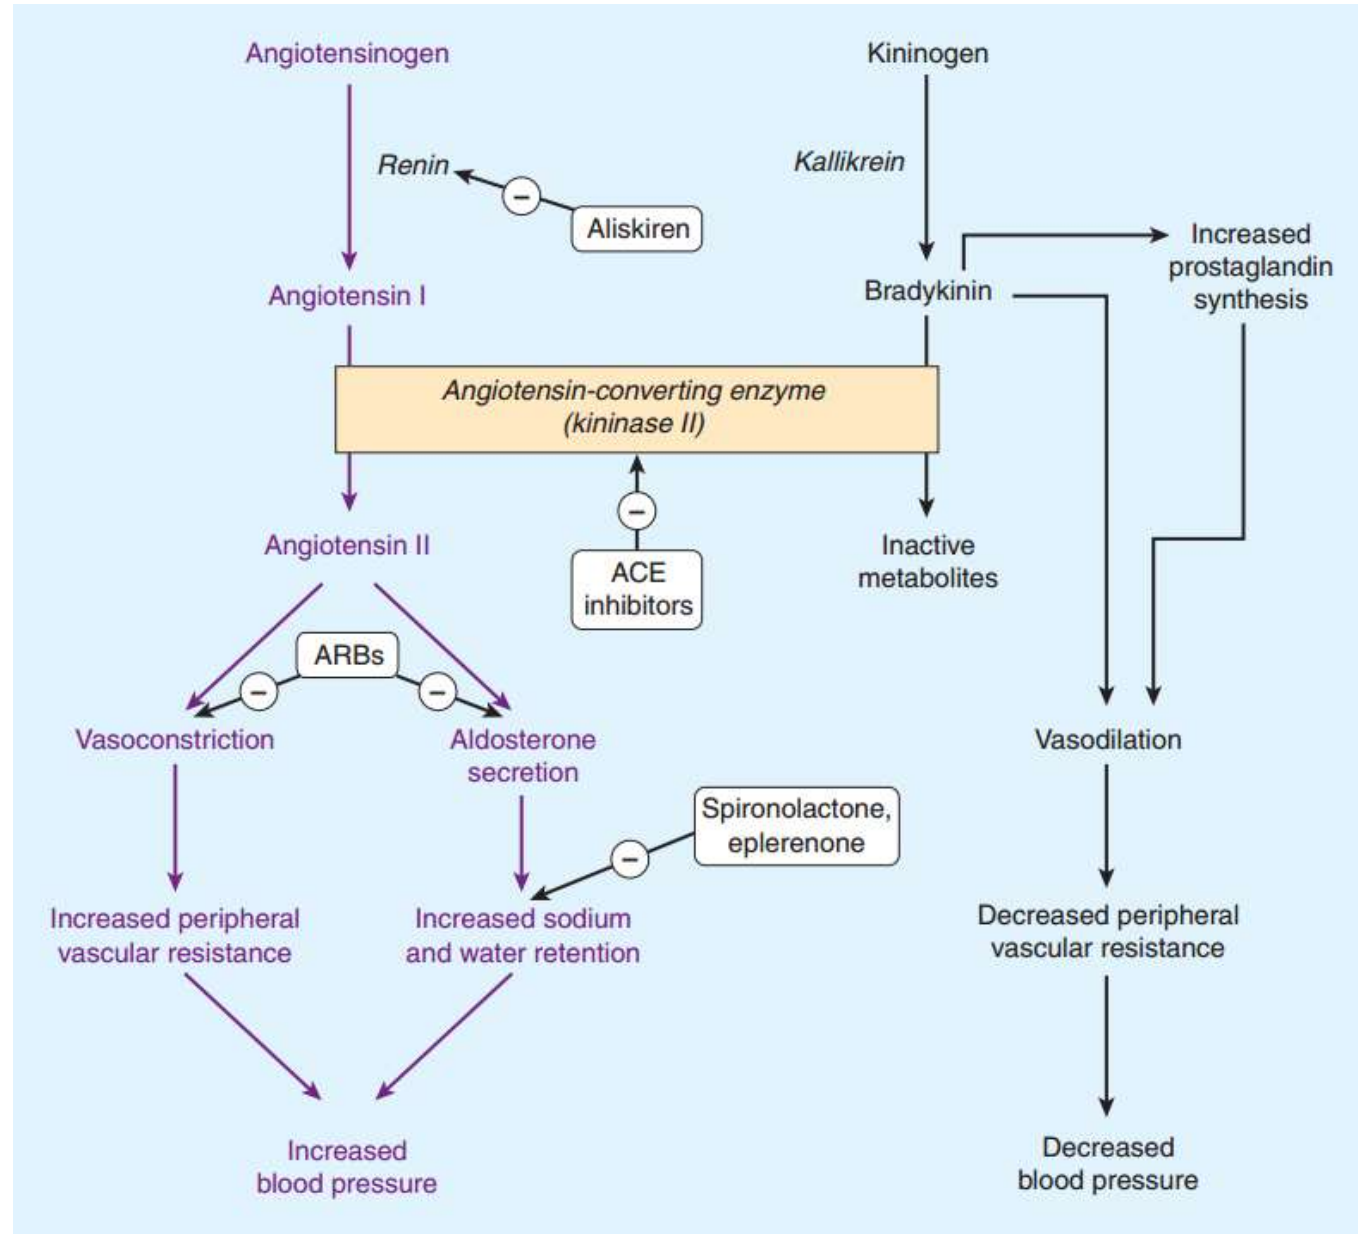 Angiotensinogen
Kininogen
Renin
Kallikrein
Aliskiren
Increased
prostaglandin
synthesis
Angiotensin I
Bradykinin
Angiotensin-converting enzyme
(kininase II)
–
Angiotensin II
Inactive
metabolites
ACE
inhibitors
ARBs
–
–
Vasoconstriction
Aldosterone
secretion
Vasodilation
Spironolactone,
eplerenone
–
Increased peripheral
vascular resistance
Increased sodium
and water retention
Decreased peripheral
vascular resistance
Increased
blood pressure
Decreased
blood pressure